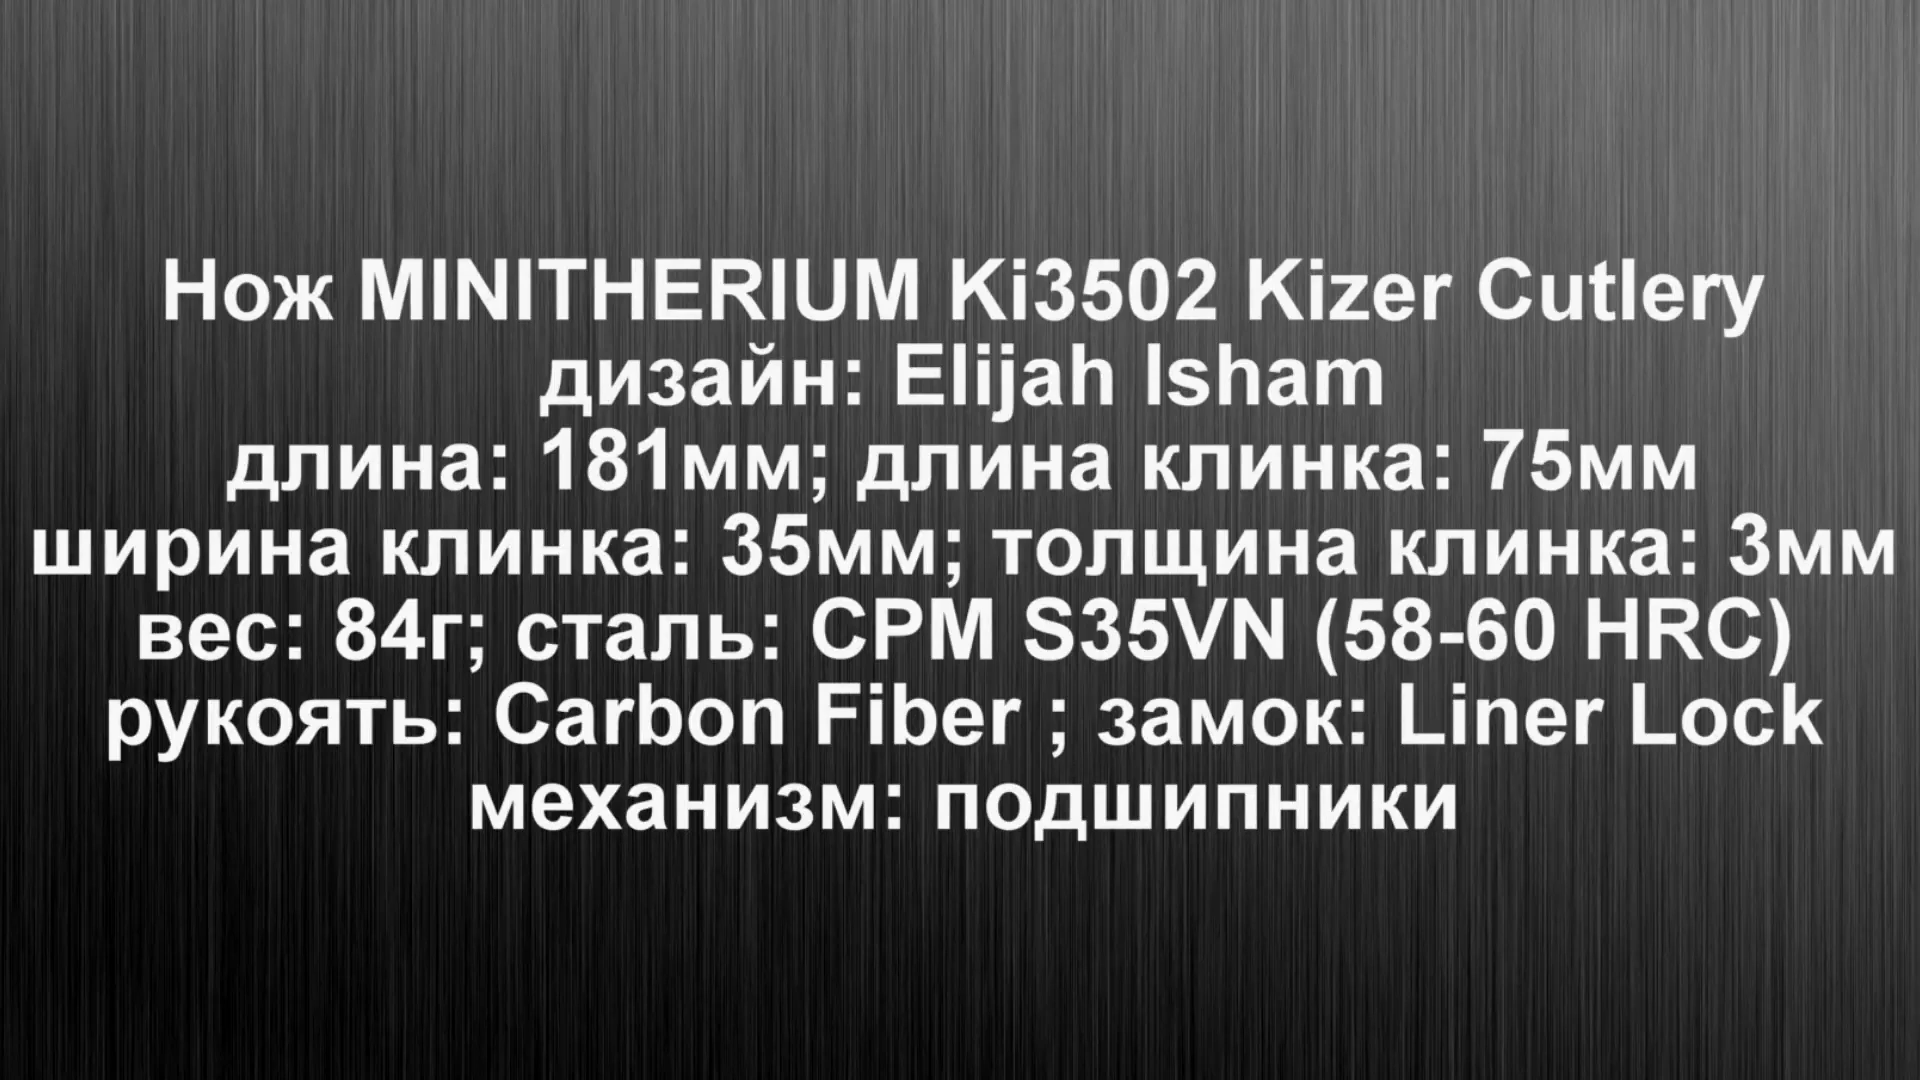 Нож MINITHERIUM Ki3502 Kizer Cutlery
дизайн: Elijah Isham
длина: 181мм; длина клинка: 75мм
ширина клинка: 35мм; толщина клинка: 3мм
вес: 84г; сталь: CPM S35VN (58-60 HRC)
рукоять: Carbon Fiber ; замок: Liner Lock
механизм: подшипники